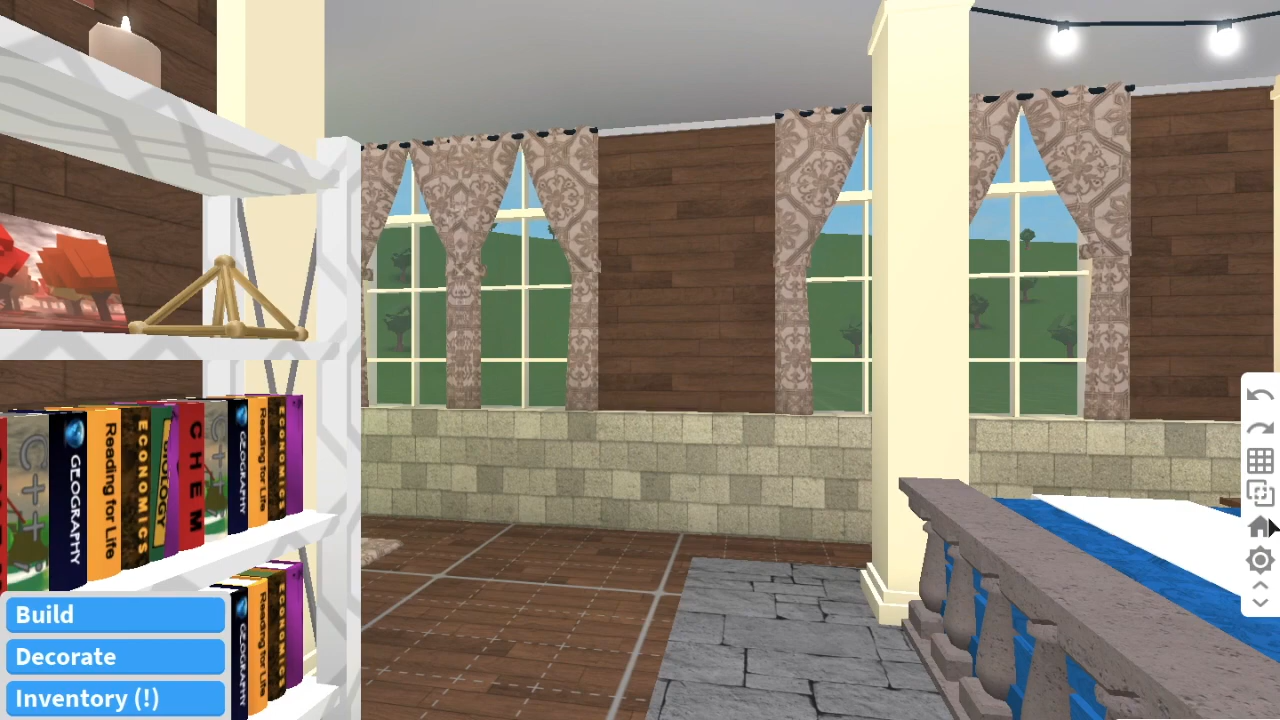 C++
GEOGRAPHY
Reading for Life
ECONOMICS
CHEM
C++
GEOGRAPHY
Reading for Life
ECONOMICS
GEOGRAPHY
Reading for Life
ECONOMICS
Build
Decorate
Inventory (!)